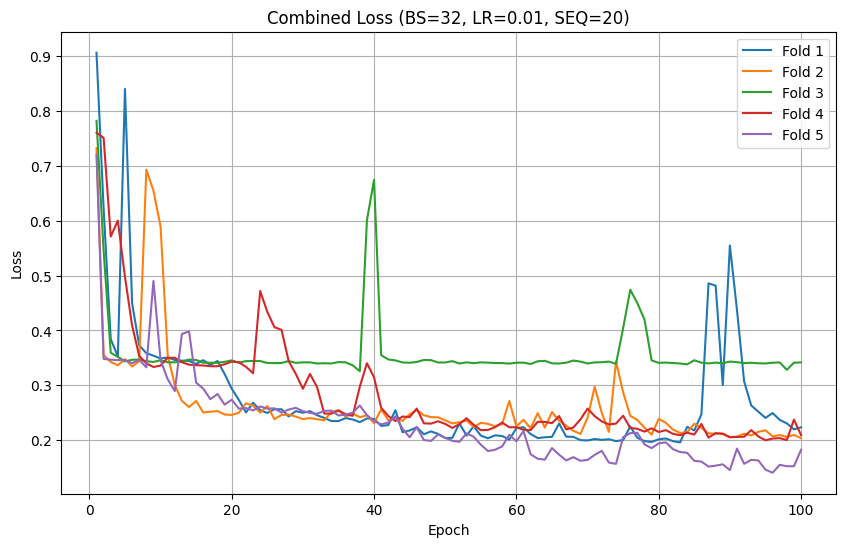 Combined Loss (BS=32, LR=0.01, SEQ=20)
Fold 1
Fold 2
Fold 3
Fold 4
Fold 5
Loss
0.9
0.8
0.7
0.6
0.5
0.4
0.3
0.2
0 20 40 60 80 100
Epoch